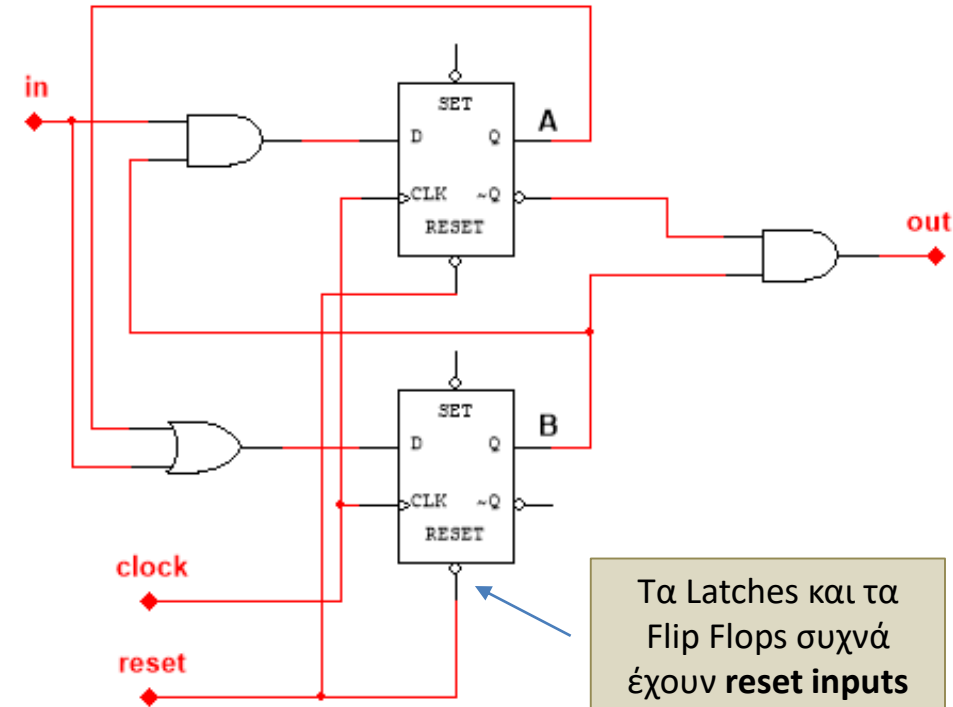 in
SET
D
Q
A
CLK
~Q
RESET
out
SET
D
Q
B
CLK
~Q
RESET
clock
reset
Τα Latches και τα
Flip Flops συχνά
έχουν reset inputs